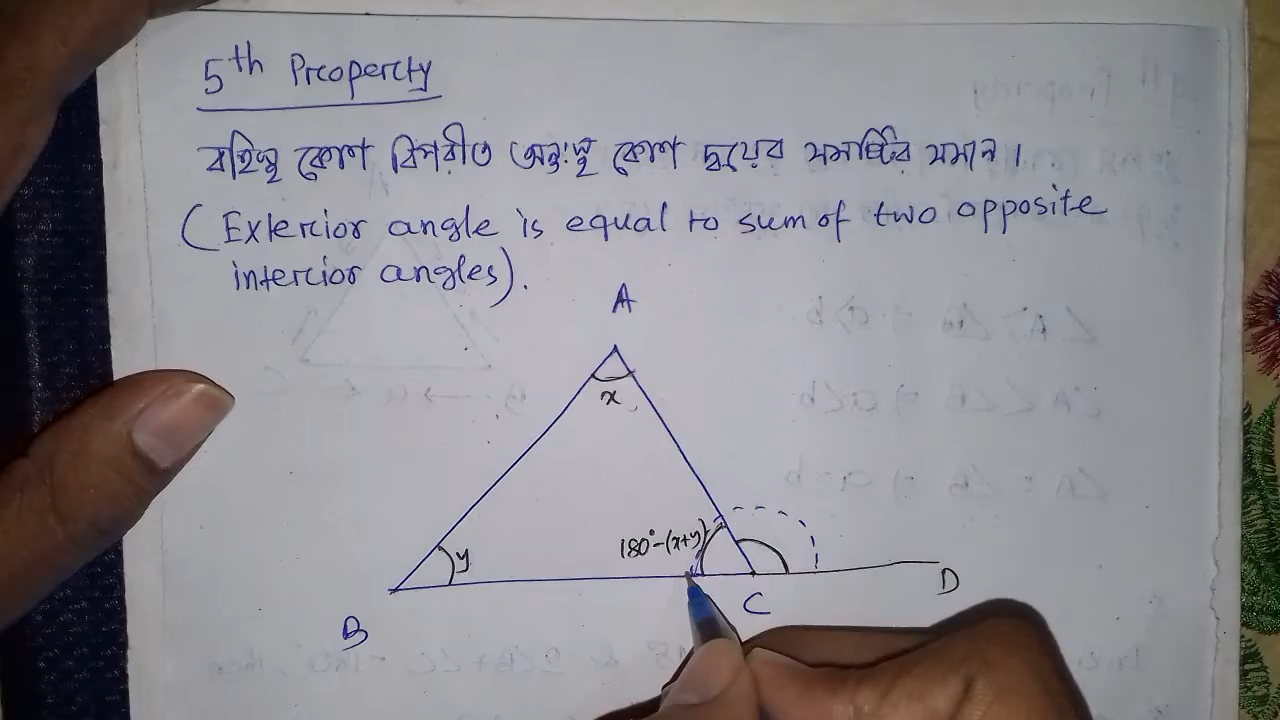 5th Property
বহিস্থ কোণ বিপরীত অন্তঃস্থ কোণ দ্বয়ের সমষ্টির সমান।
(Exterior angle is equal to sum of two opposite
interior angles).
A
x
180°-(x+y)
y
B
C
D